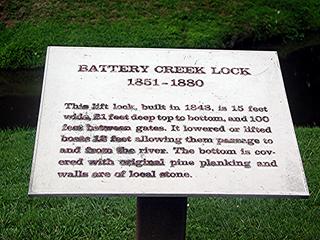 BATTERY CREEK LOCK
1851-1880
This lift lock, built in 1843, is 15 feet
wide, 21 feet deep top to bottom, and 100
feet between gates. It lowered or lifted
boats 12 feet allowing them passage to
and from the river. The bottom is cov-
ered with original pine planking and
walls are of local stone.